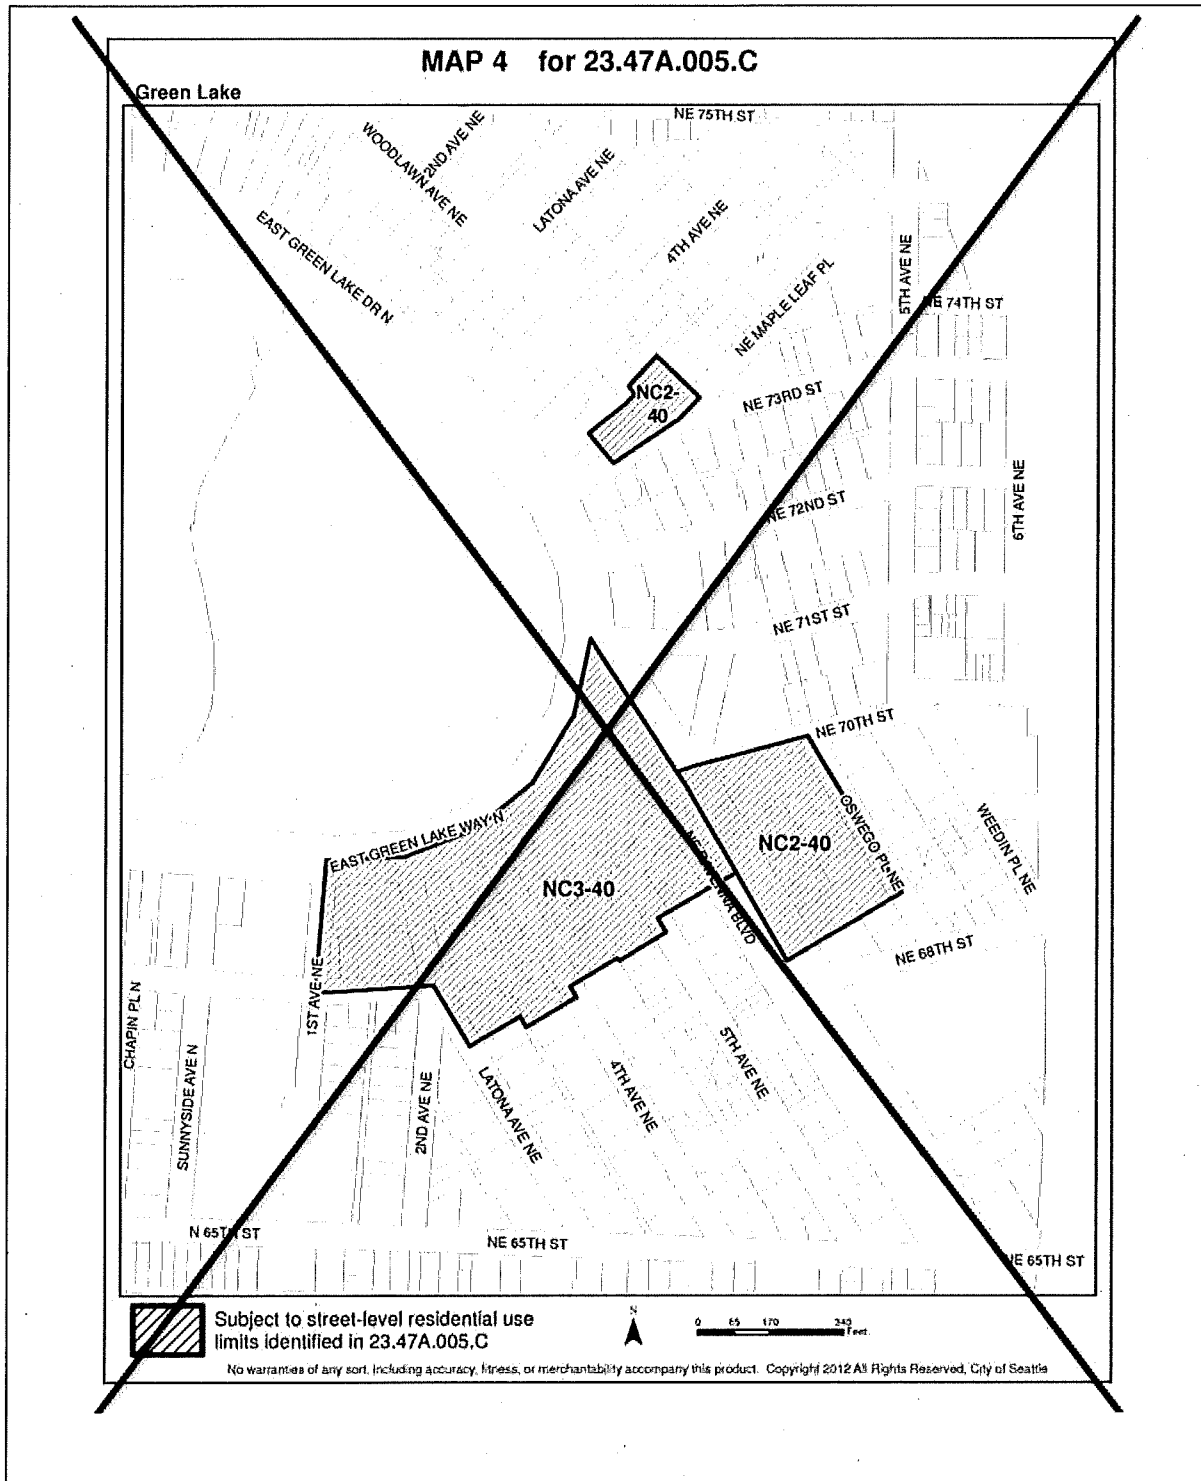 MAP 4 for 23.47A.005.C
Green Lake
NE 75TH ST
WOODLAWN AVE NE
2ND AVE NE
LATONA AVE NE
EAST GREEN LAKE DR N
4TH AVE NE
5TH AVE NE
NE MAPLE LEAF PL
NE 74TH ST
NC2-
40
NE 73RD ST
6TH AVE NE
NE 72ND ST
NE 71ST ST
NE 70TH ST
EAST GREEN LAKE WAY N
OSWEGO PL NE
WEEDIN PL NE
NC2-40
NC3-40
NE RAVENNA BLVD
NE 68TH ST
1ST AVE NE
CHAPIN PL N
SUNNYSIDE AVE N
2ND AVE NE
LATONA AVE NE
4TH AVE NE
5TH AVE NE
N 65TH ST
NE 65TH ST
NE 65TH ST
Subject to street-level residential use
limits identified in 23.47A.005.C
N
0 85 170 340
Feet
No warranties of any sort, including accuracy, fitness, or merchantability accompany this product. Copyright 2012 All Rights Reserved, City of Seattle